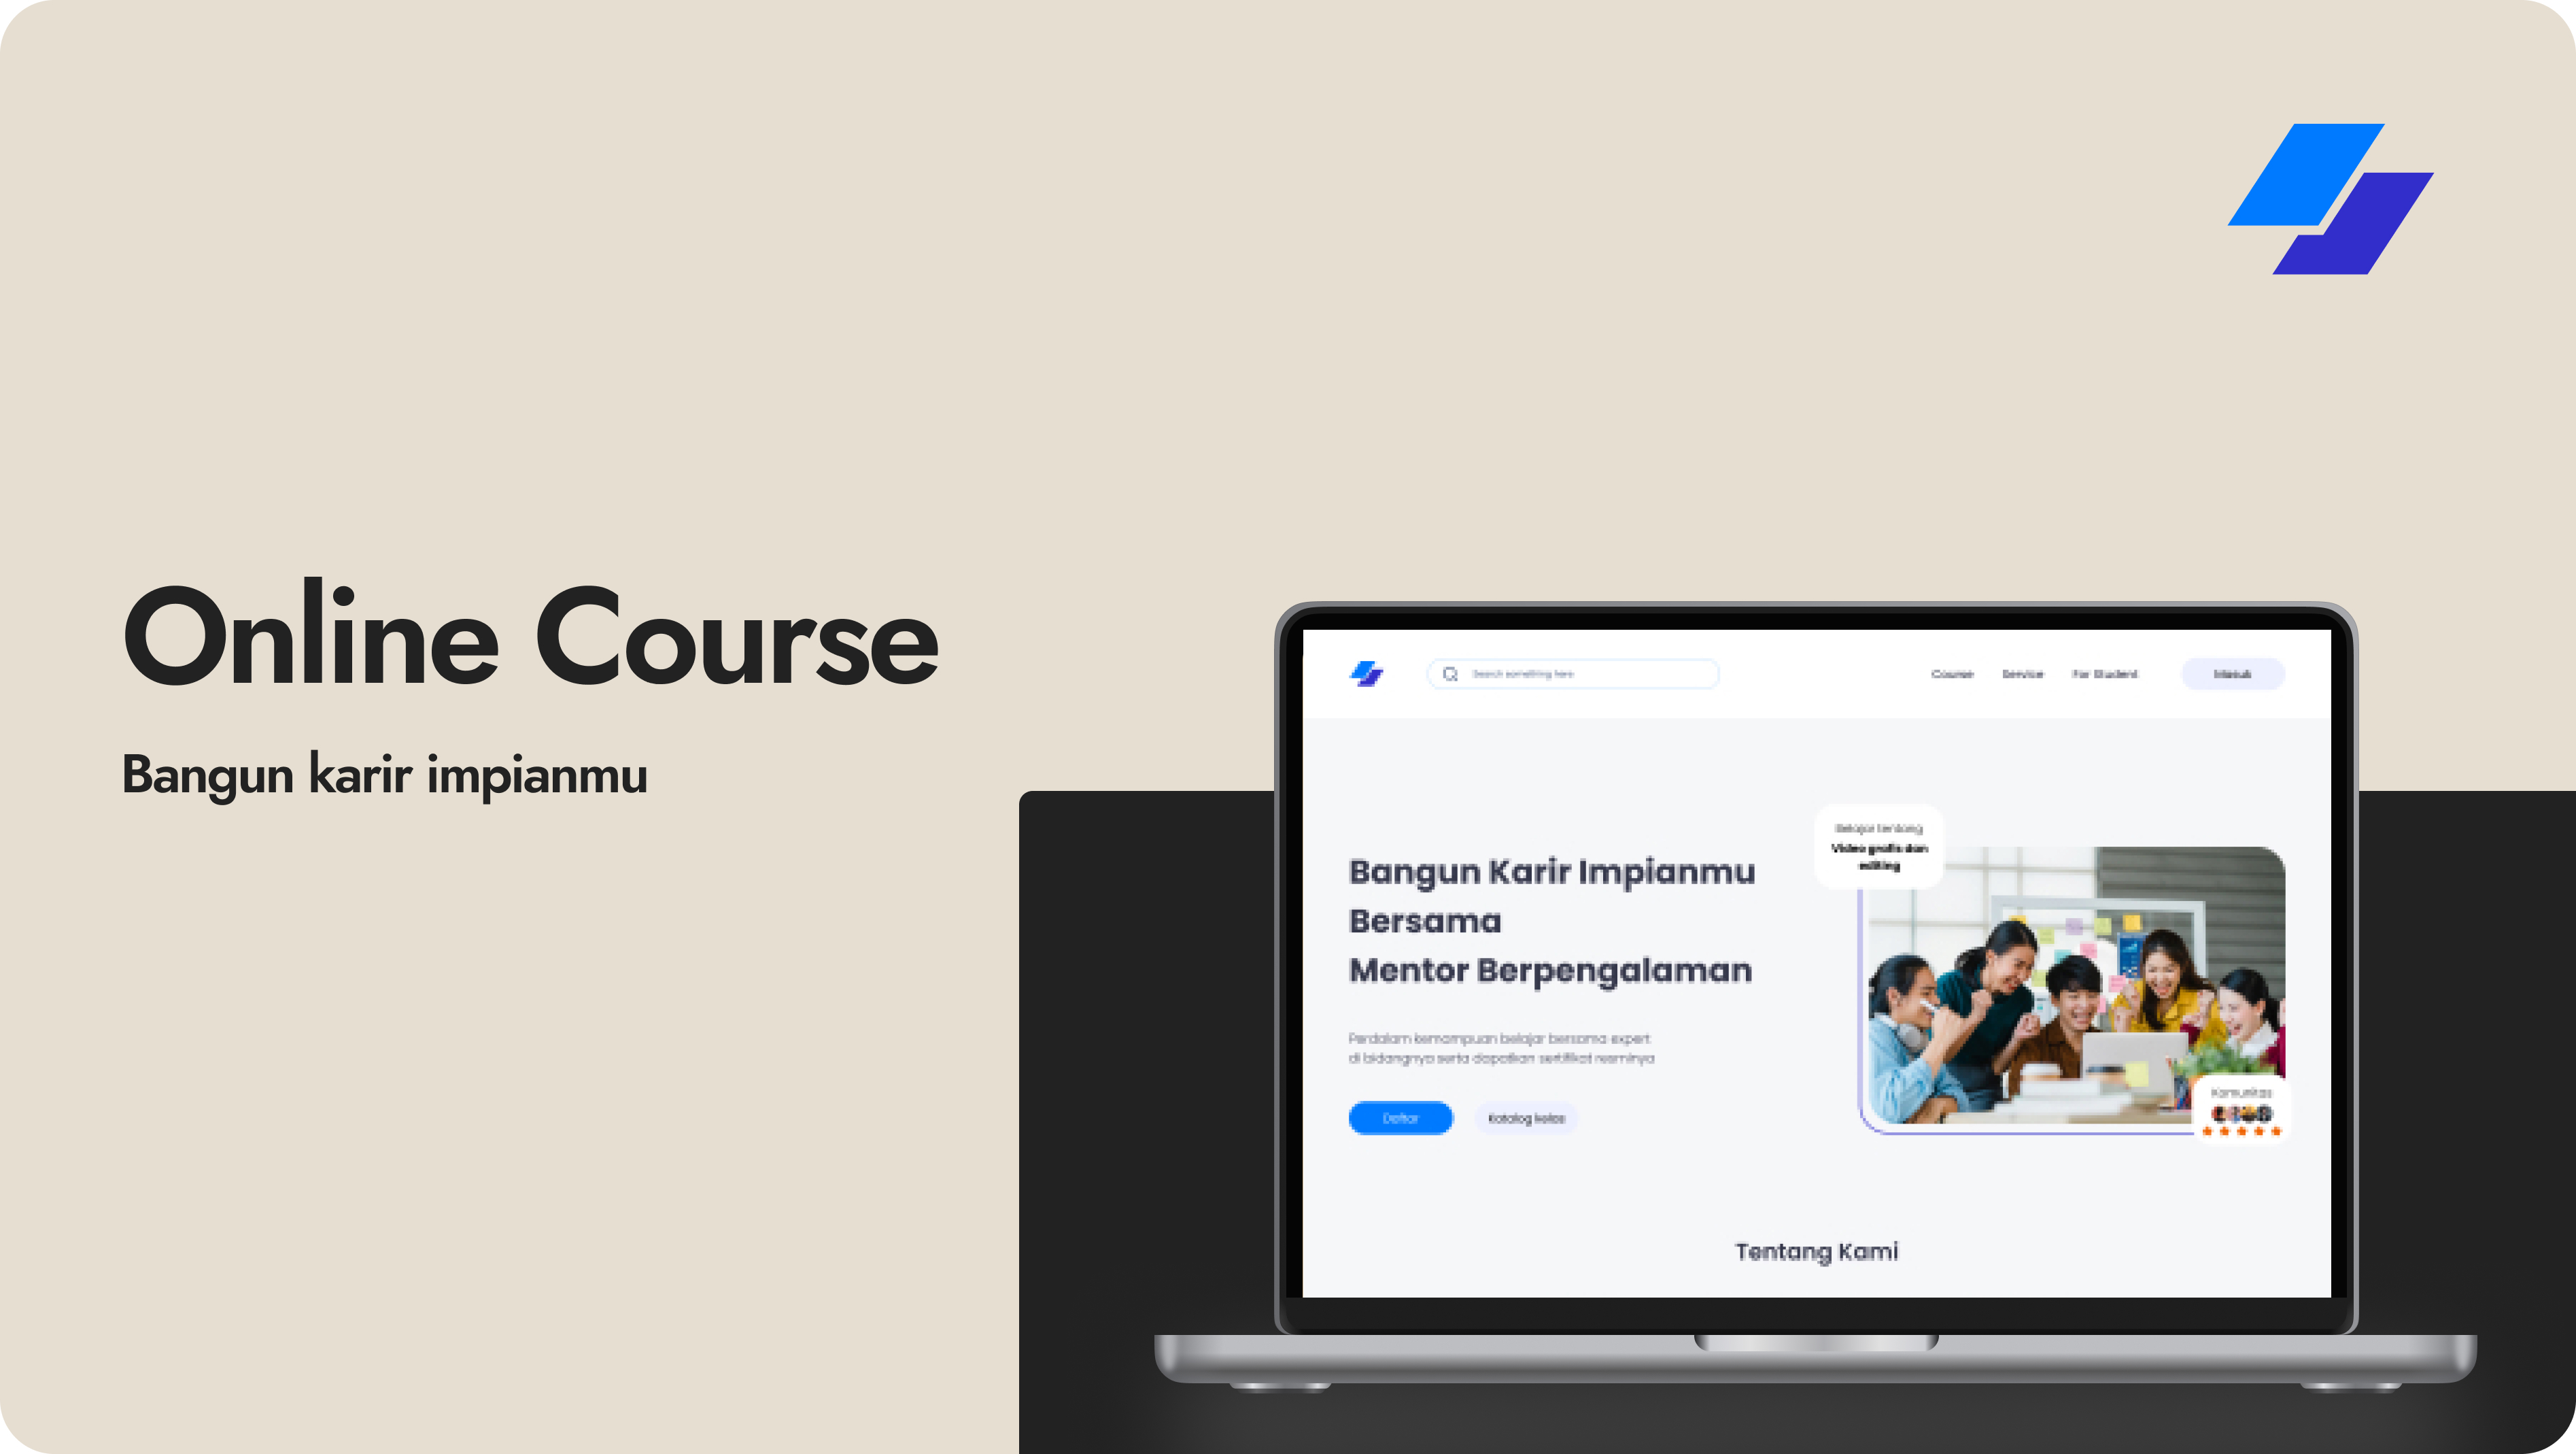 Online Course
Bangun karir impianmu
Search something here
Course
Service
For Student
Masuk
Belajar tentang
Video grafis dan
editing
Bangun Karir Impianmu
Bersama
Mentor Berpengalaman
Perdalam kemampuan belajar bersama expert
di bidangnya serta dapatkan sertifikat resminya
Daftar
Katalog kelas
Komunitas
Tentang Kami